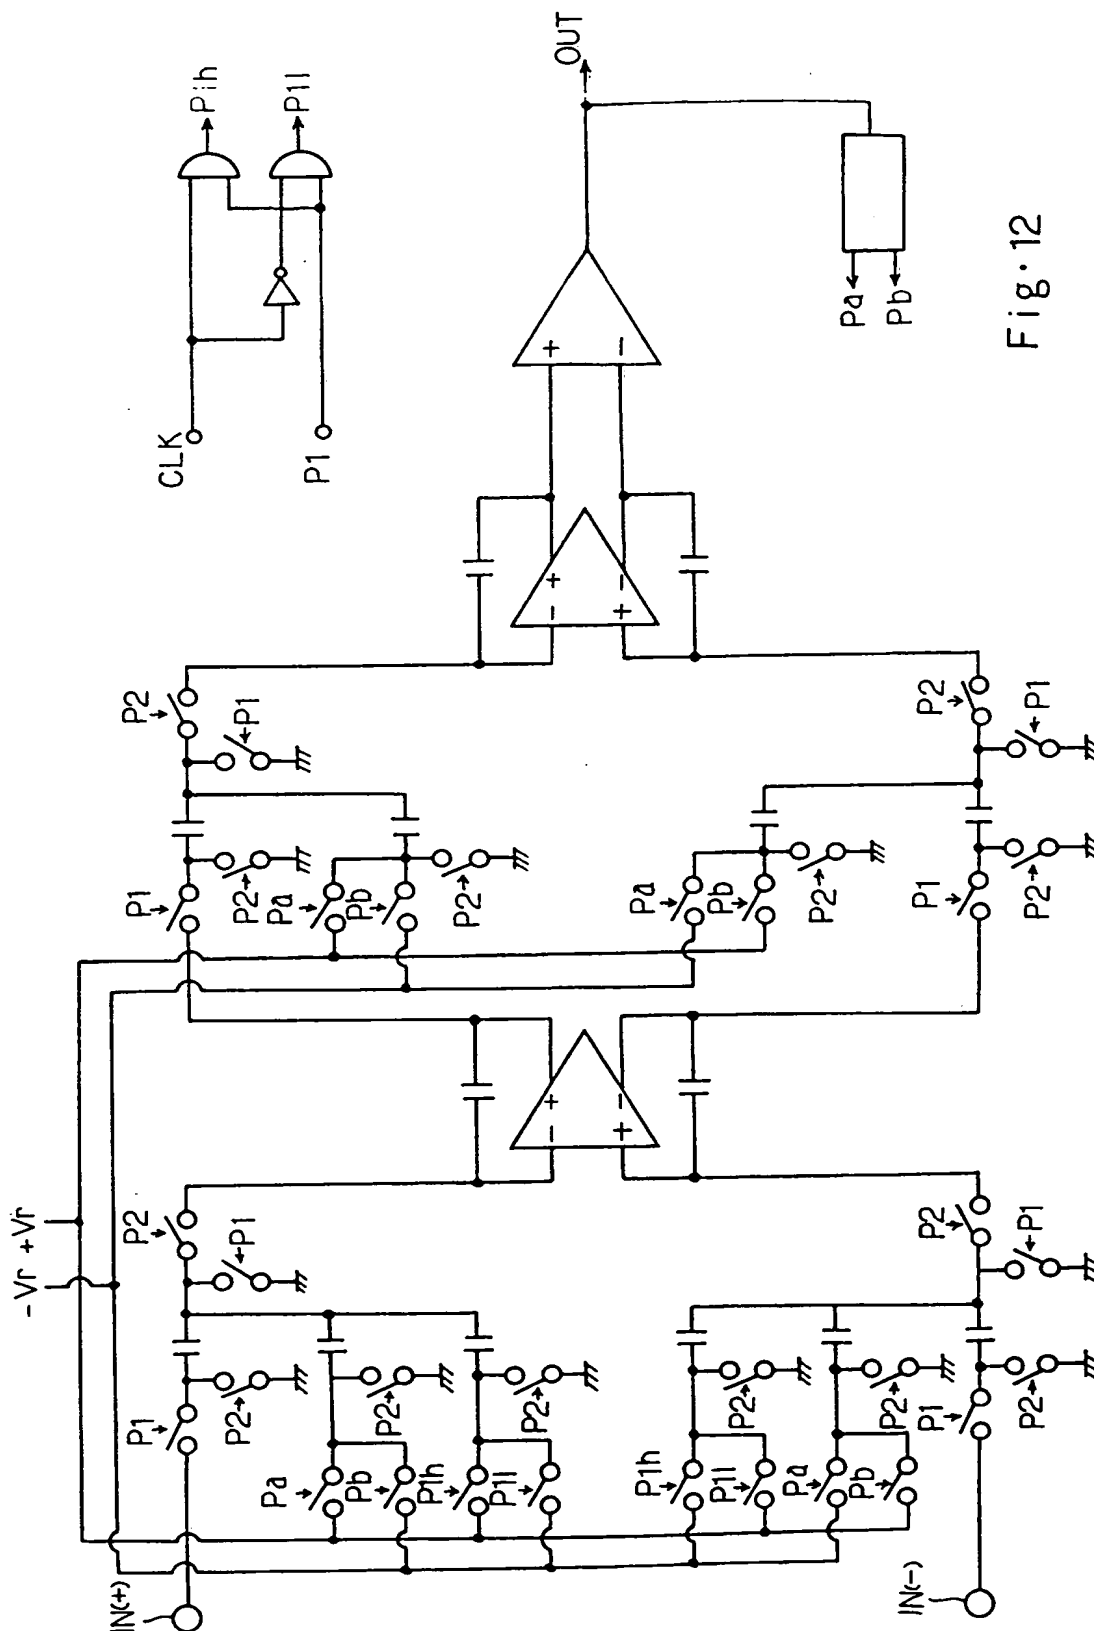 -Vr +Vr
IN(+)
P1
P2
P1
P2
CLK
Pih
P2
P1
P2
P1
P1
P1l
Pa
Pa
Pb
P2
Pb
P1h
P2
P1l
P2
OUT
- +
- +
+
+ -
+ -
-
P1h
Pa
P1l
P2
Pb
Pa
P2
Pb
P2
Pa
Pb
IN(-)
P1
P2
P1
P2
P2
P1
P2
P1
Fig·12